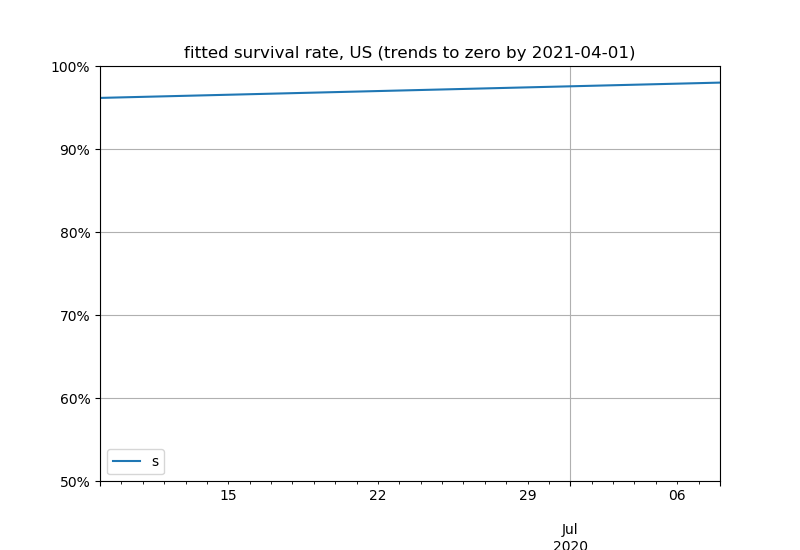 fitted survival rate, US (trends to zero by 2021-04-01)
100%
90%
80%
70%
60%
50%
s
15 22 29 06
Jul
2020